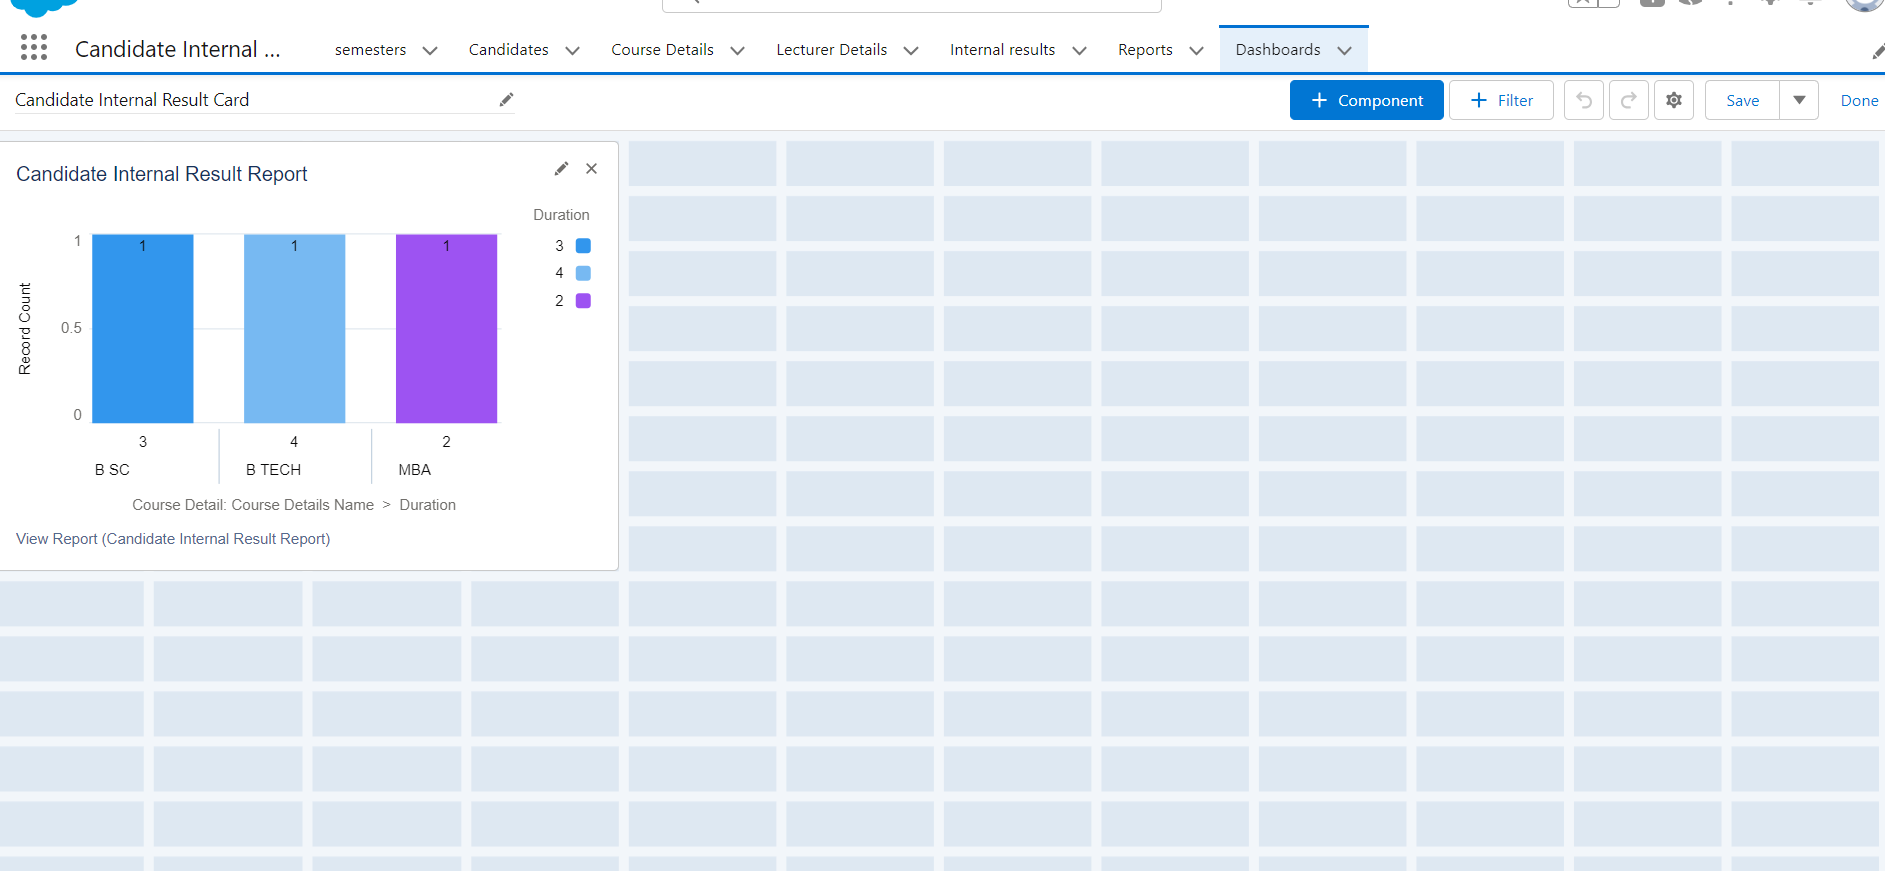 Candidate Internal ... semesters Candidates Course Details Lecturer Details Internal results Reports Dashboards
Candidate Internal Result Card + Component + Filter Save Done
Candidate Internal Result Report
Duration
3
4
2
Record Count
1
0.5
0
1 1 1
3 4 2
B SC B TECH MBA
Course Detail: Course Details Name > Duration
View Report (Candidate Internal Result Report)